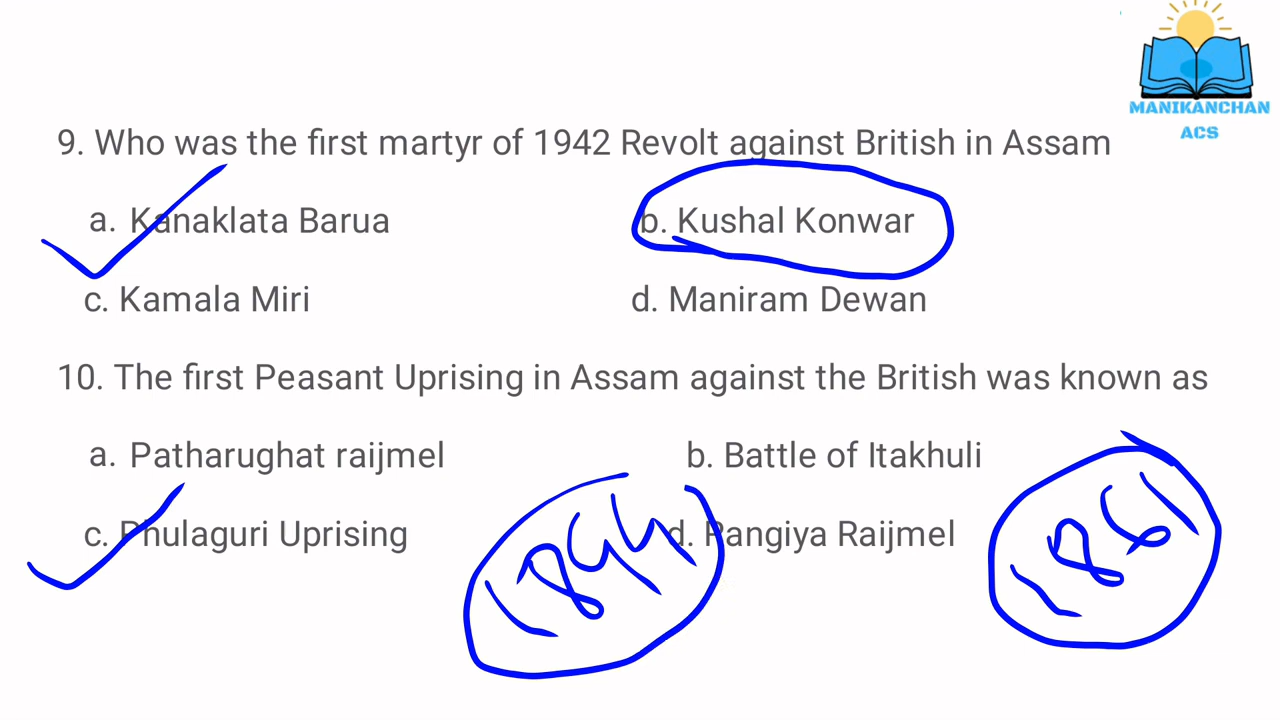 MANIKANCHAN
ACS
9. Who was the first martyr of 1942 Revolt against British in Assam
a. Kanaklata Barua b. Kushal Konwar
c. Kamala Miri d. Maniram Dewan
10. The first Peasant Uprising in Assam against the British was known as
a. Patharughat raijmel b. Battle of Itakhuli
c. Phulaguri Uprising d. Rangiya Raijmel
1894 1861